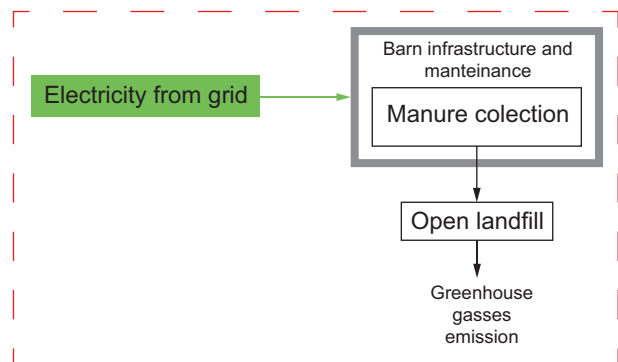 Barn infrastructure and
manteinance
Electricity from grid
Manure colection
Open landfill
Greenhouse
gasses
emission